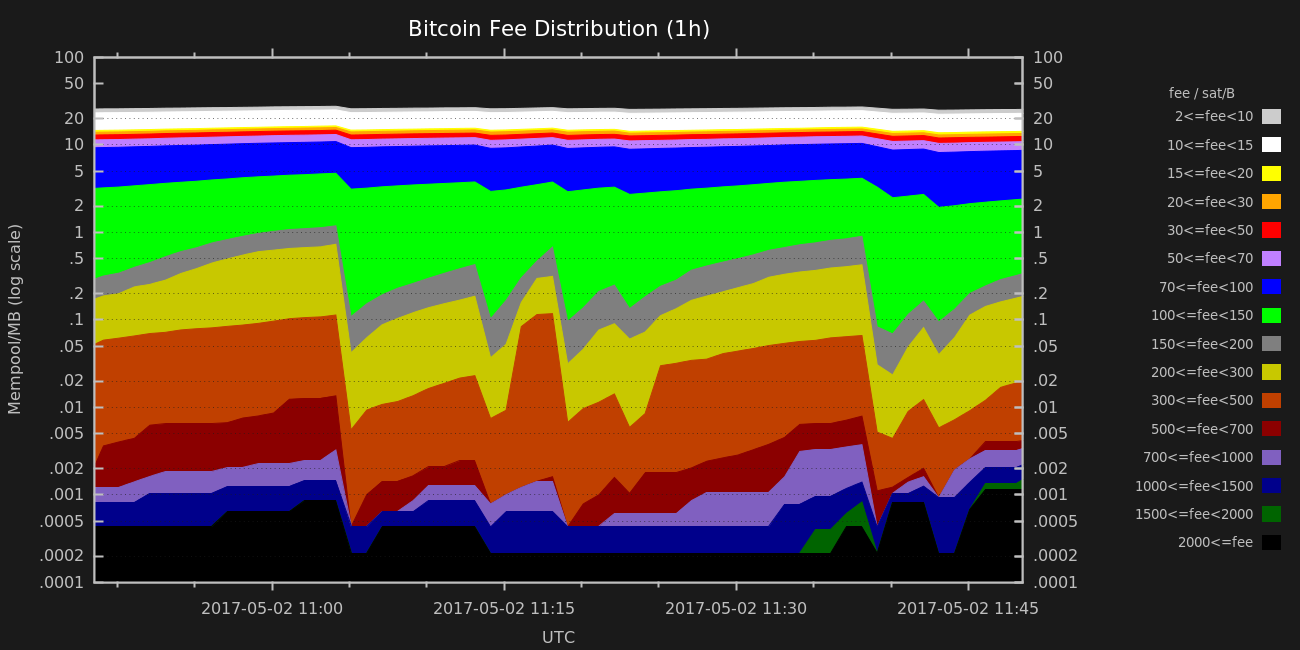 Bitcoin Fee Distribution (1h)
Mempool/MB (log scale)
100
50
20
10
5
2
1
.5
.2
.1
.05
.02
.01
.005
.002
.001
.0005
.0002
.0001
100
50
20
10
5
2
1
.5
.2
.1
.05
.02
.01
.005
.002
.001
.0005
.0002
.0001
2017-05-02 11:00 2017-05-02 11:15 2017-05-02 11:30 2017-05-02 11:45
UTC
fee / sat/B
2<=fee<10
10<=fee<15
15<=fee<20
20<=fee<30
30<=fee<50
50<=fee<70
70<=fee<100
100<=fee<150
150<=fee<200
200<=fee<300
300<=fee<500
500<=fee<700
700<=fee<1000
1000<=fee<1500
1500<=fee<2000
2000<=fee